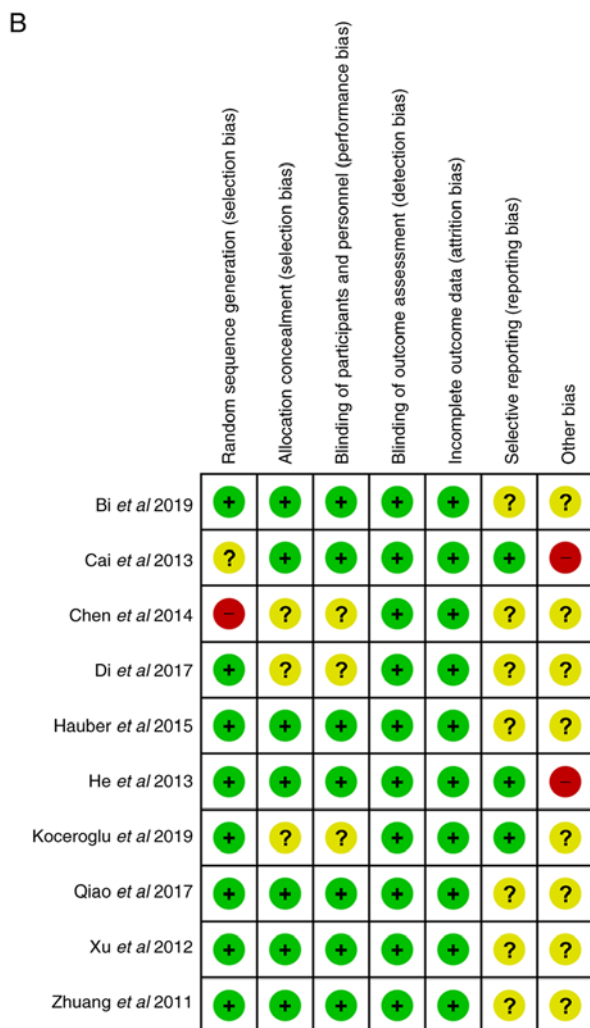 B
Random sequence generation (selection bias)
Allocation concealment (selection bias)
Blinding of participants and personnel (performance bias)
Blinding of outcome assessment (detection bias)
Incomplete outcome data (attrition bias)
Selective reporting (reporting bias)
Other bias
Bi et al 2019 + + + + + ? ?
Cai et al 2013 ? + + + + + −
Chen et al 2014 − ? ? + + ? ?
Di et al 2017 + ? ? + + ? ?
Hauber et al 2015 + + + + + ? ?
He et al 2013 + + + + + + −
Koceroglu et al 2019 + ? ? + + + ?
Qiao et al 2017 + + + + + ? ?
Xu et al 2012 + + + + + ? ?
Zhuang et al 2011 + + + + + ? ?